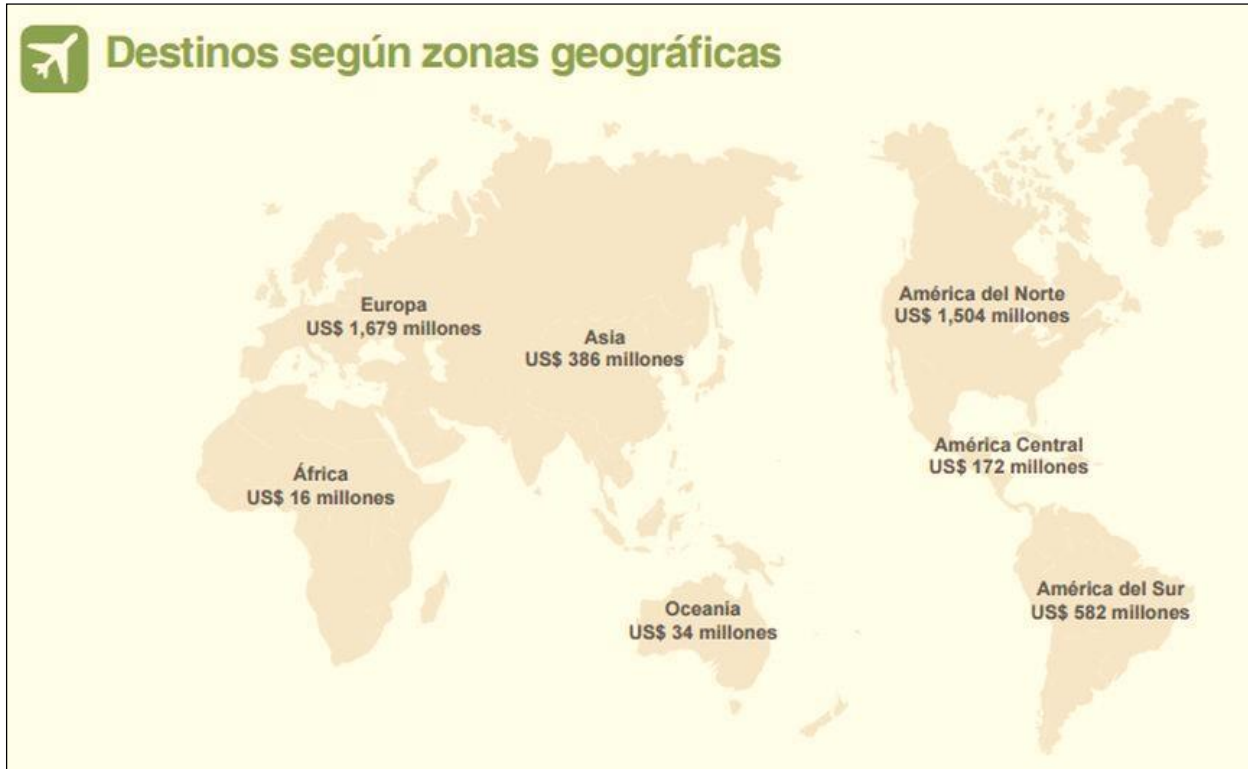 Destinos según zonas geográficas
Europa
US$ 1,679 millones
Asia
US$ 386 millones
América del Norte
US$ 1,504 millones
América Central
US$ 172 millones
África
US$ 16 millones
Oceania
US$ 34 millones
América del Sur
US$ 582 millones